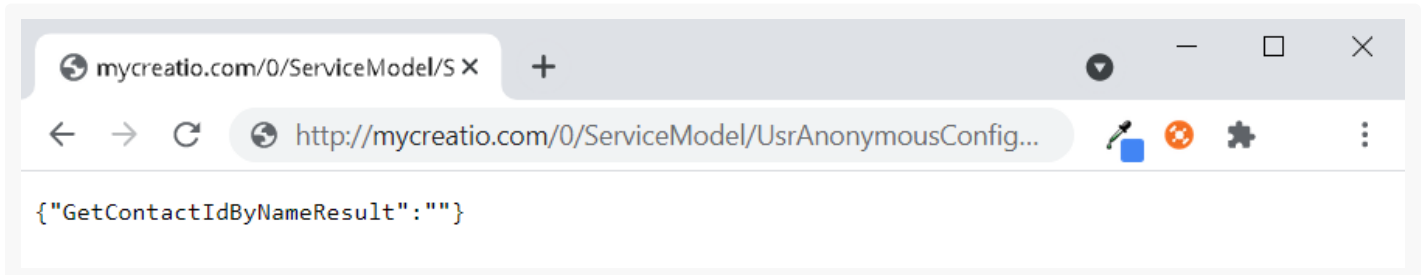 mycreatio.com/0/ServiceModel/S
http://mycreatio.com/0/ServiceModel/UsrAnonymousConfig...
{"GetContactIdByNameResult":""}